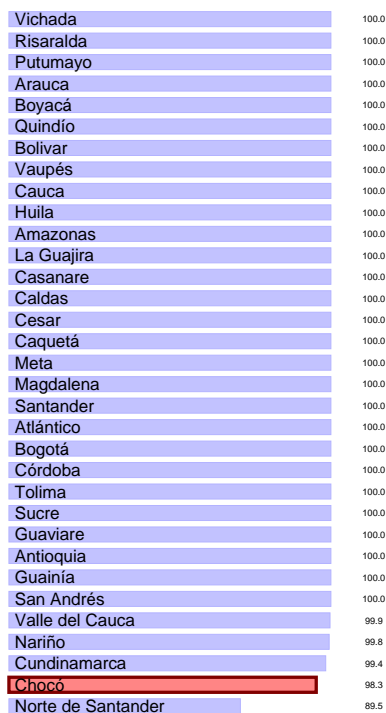 Vichada 100.0
Risaralda 100.0
Putumayo 100.0
Arauca 100.0
Boyacá 100.0
Quindío 100.0
Bolivar 100.0
Vaupés 100.0
Cauca 100.0
Huila 100.0
Amazonas 100.0
La Guajira 100.0
Casanare 100.0
Caldas 100.0
Cesar 100.0
Caquetá 100.0
Meta 100.0
Magdalena 100.0
Santander 100.0
Atlántico 100.0
Bogotá 100.0
Córdoba 100.0
Tolima 100.0
Sucre 100.0
Guaviare 100.0
Antioquia 100.0
Guainía 100.0
San Andrés 100.0
Valle del Cauca 99.9
Nariño 99.8
Cundinamarca 99.4
Chocó 98.3
Norte de Santander 89.5